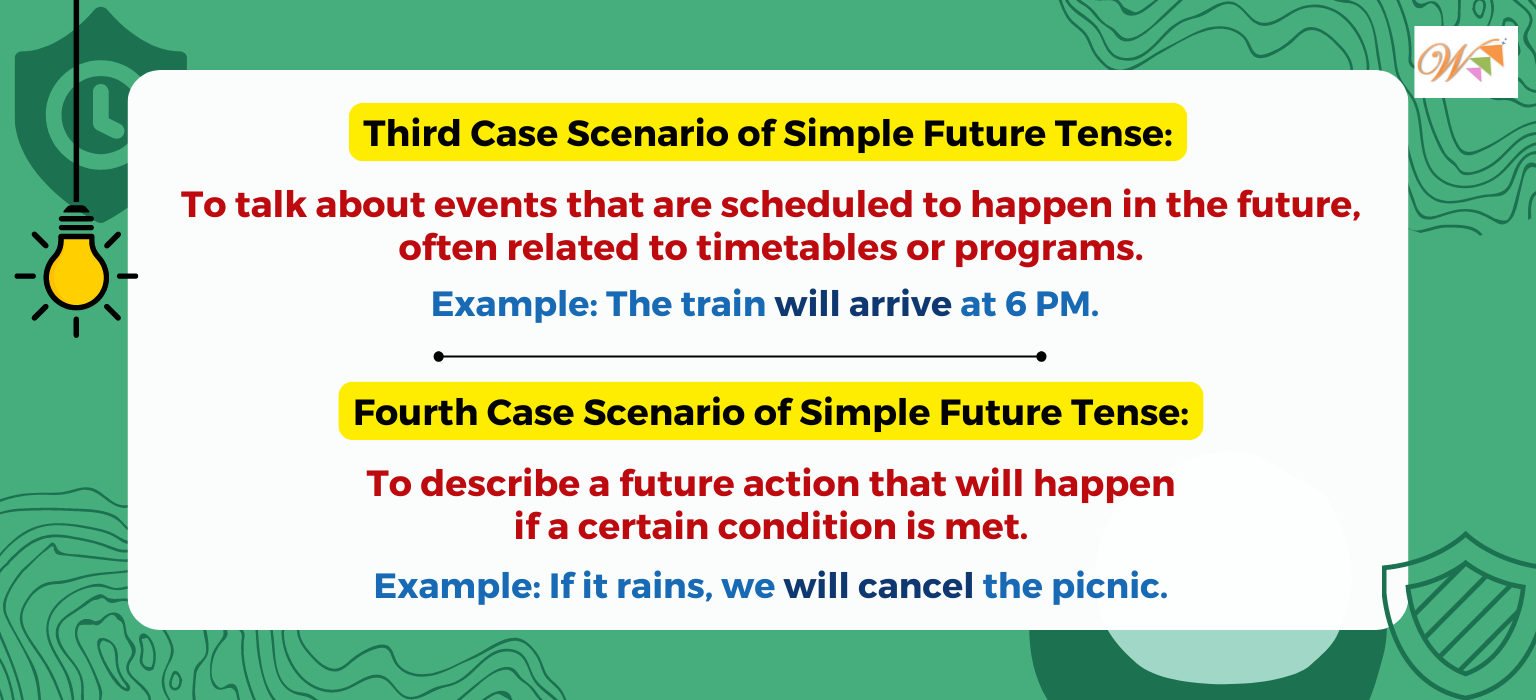 Third Case Scenario of Simple Future Tense:
To talk about events that are scheduled to happen in the future,
often related to timetables or programs.
Example: The train will arrive at 6 PM.
Fourth Case Scenario of Simple Future Tense:
To describe a future action that will happen
if a certain condition is met.
Example: If it rains, we will cancel the picnic.
W